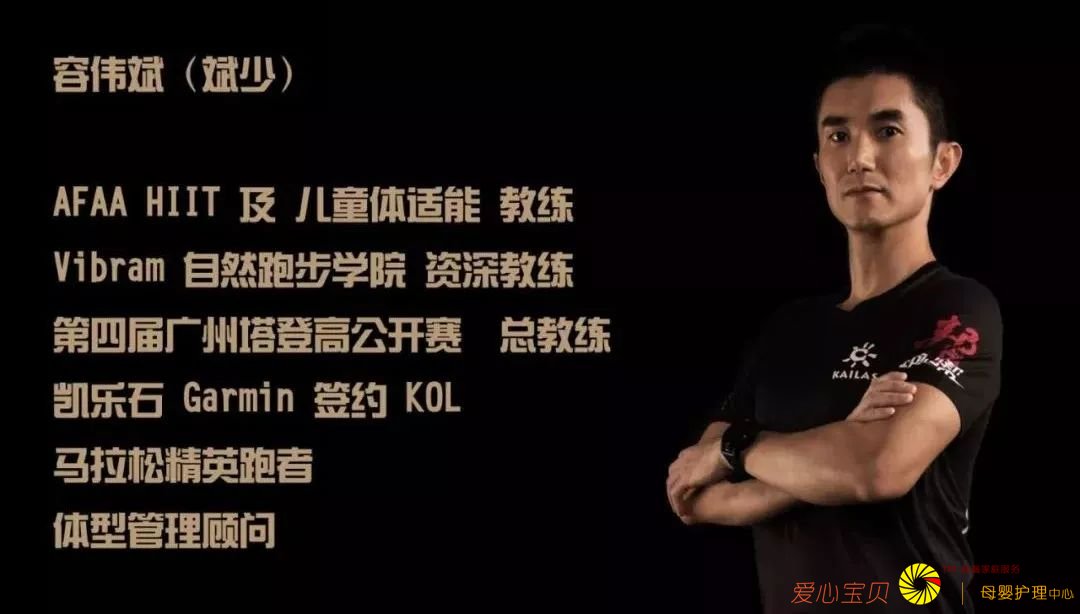 容伟斌（斌少）
AFAA HIIT 及 儿童体适能 教练
Vibram 自然跑步学院 资深教练
第四届广州塔登高公开赛 总教练
凯乐石 Garmin 签约 KOL
马拉松精英跑者
体型管理顾问
KAILAS
爱心宝贝
母婴护理中心